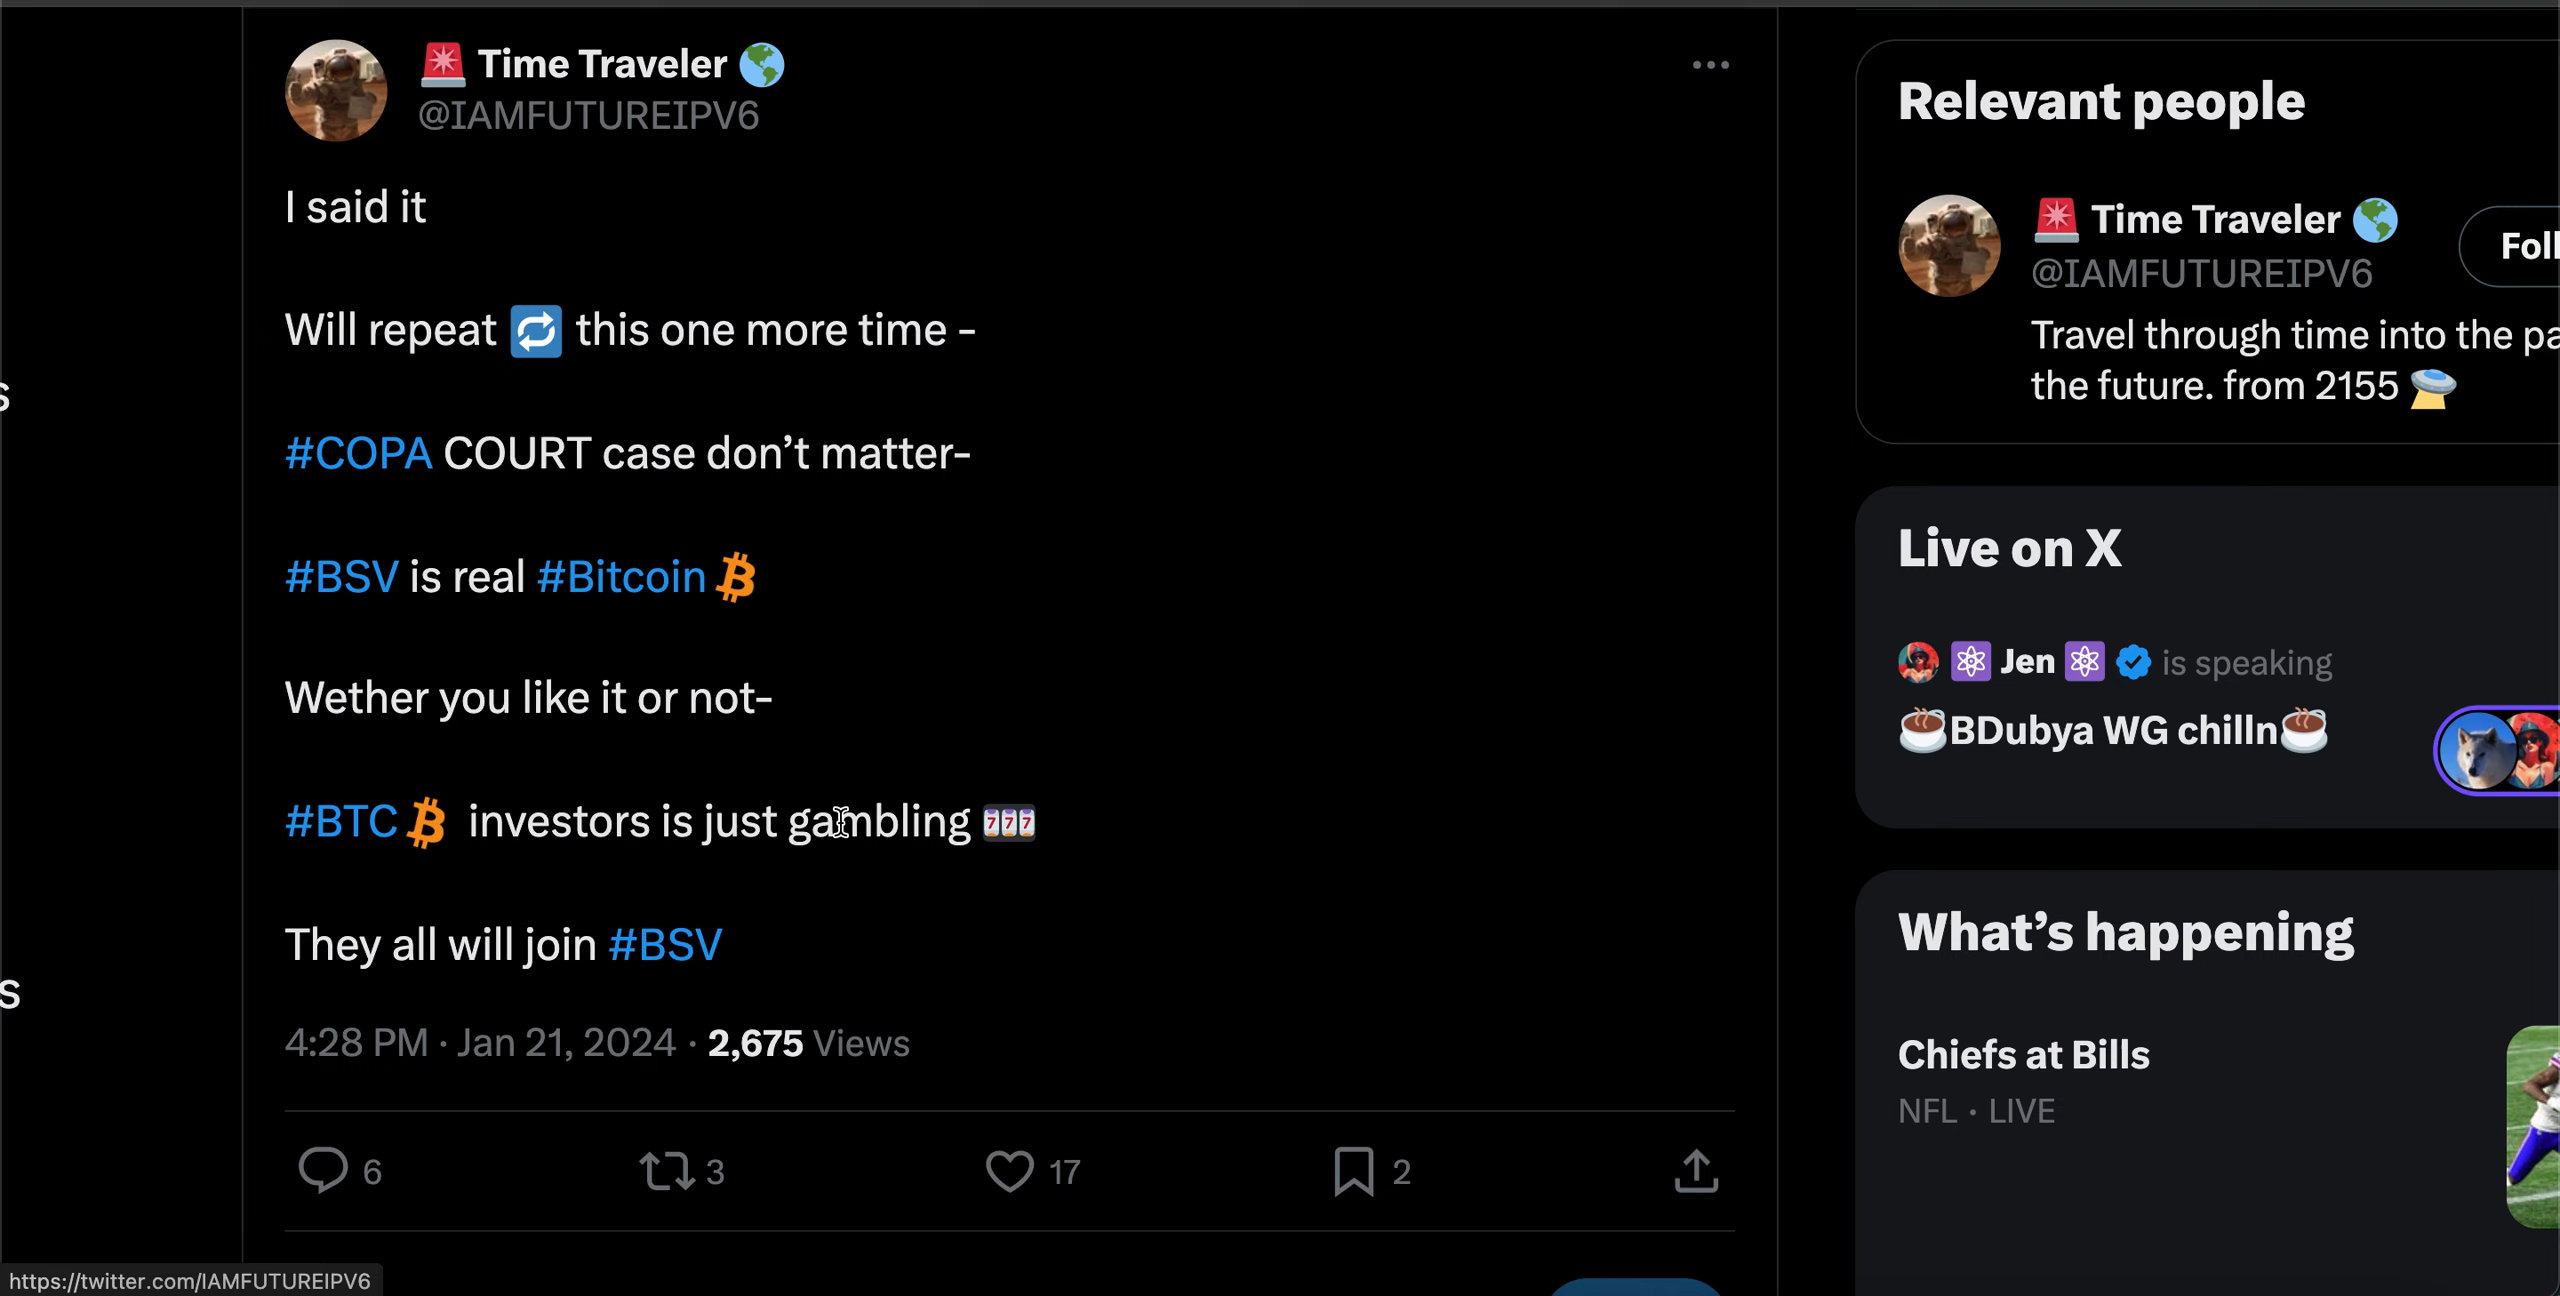 🚨 Time Traveler 🌎
@IAMFUTUREIPV6
I said it
Will repeat 🔁 this one more time -
#COPA COURT case don’t matter-
#BSV is real #Bitcoin
Wether you like it or not-
#BTC investors is just gambling 🎰
They all will join #BSV
4:28 PM · Jan 21, 2024 · 2,675 Views
6 3 17 2
https://twitter.com/IAMFUTUREIPV6
Relevant people
🚨 Time Traveler 🌎
@IAMFUTUREIPV6
Travel through time into the
the future. from 2155 🛸
Live on X
⚛️ Jen ⚛️ is speaking
☕BDubya WG chilln☕
What’s happening
Chiefs at Bills
NFL · LIVE